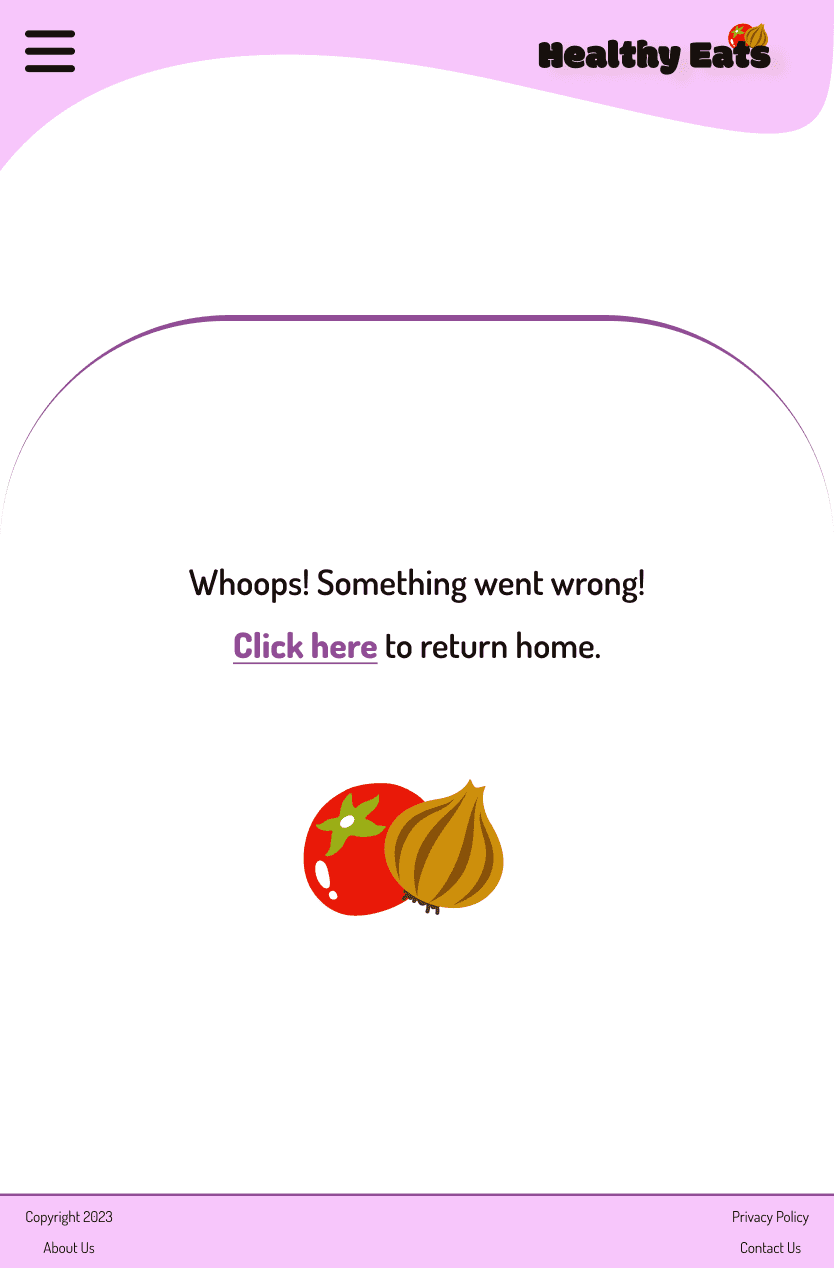 Healthy Eats
Whoops! Something went wrong!
Click here to return home.
Copyright 2023
Privacy Policy
About Us
Contact Us